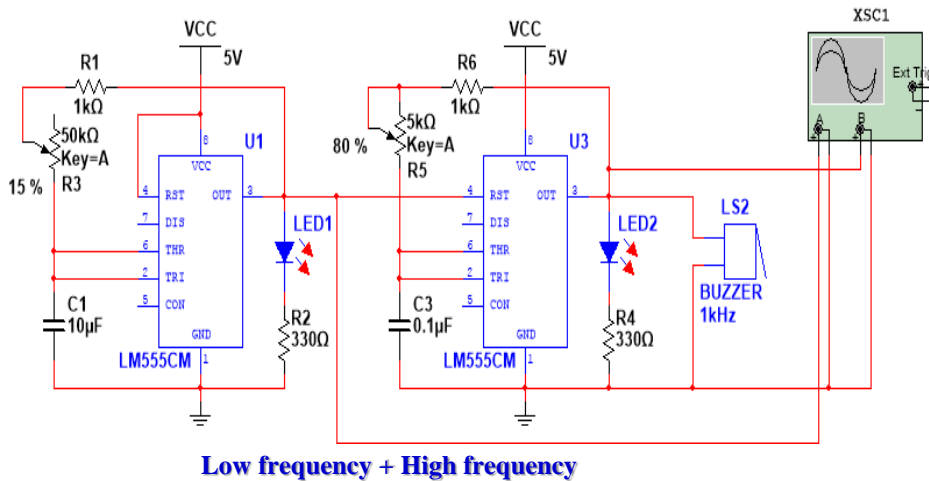 XSC1
Ext Trig
+
A
B
VCC
5V
R1
1kΩ
50kΩ
Key=A
R3
15 %
C1
10µF
U1
8
VCC
4
RST
OUT
3
7
DIS
6
THR
2
TRI
5
CON
GND
1
LM555CM
LED1
R2
330Ω
VCC
5V
R6
1kΩ
5kΩ
Key=A
R5
80 %
C3
0.1µF
U3
8
VCC
4
RST
OUT
3
7
DIS
6
THR
2
TRI
5
CON
GND
1
LM555CM
LED2
R4
330Ω
LS2
BUZZER
1kHz
Low frequency + High frequency